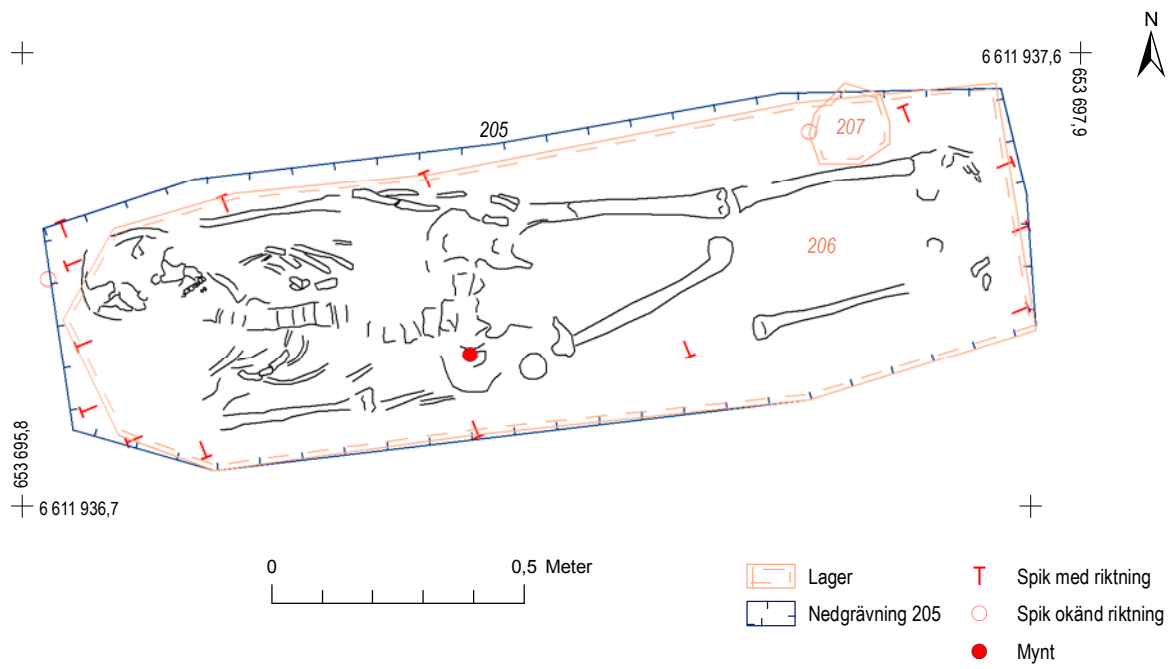 N
6 611 937,6
653 697,9
205
207
206
653 695,8
6 611 936,7
0
0,5 Meter
Lager
Nedgrävning 205
Spik med riktning
Spik okänd riktning
Mynt